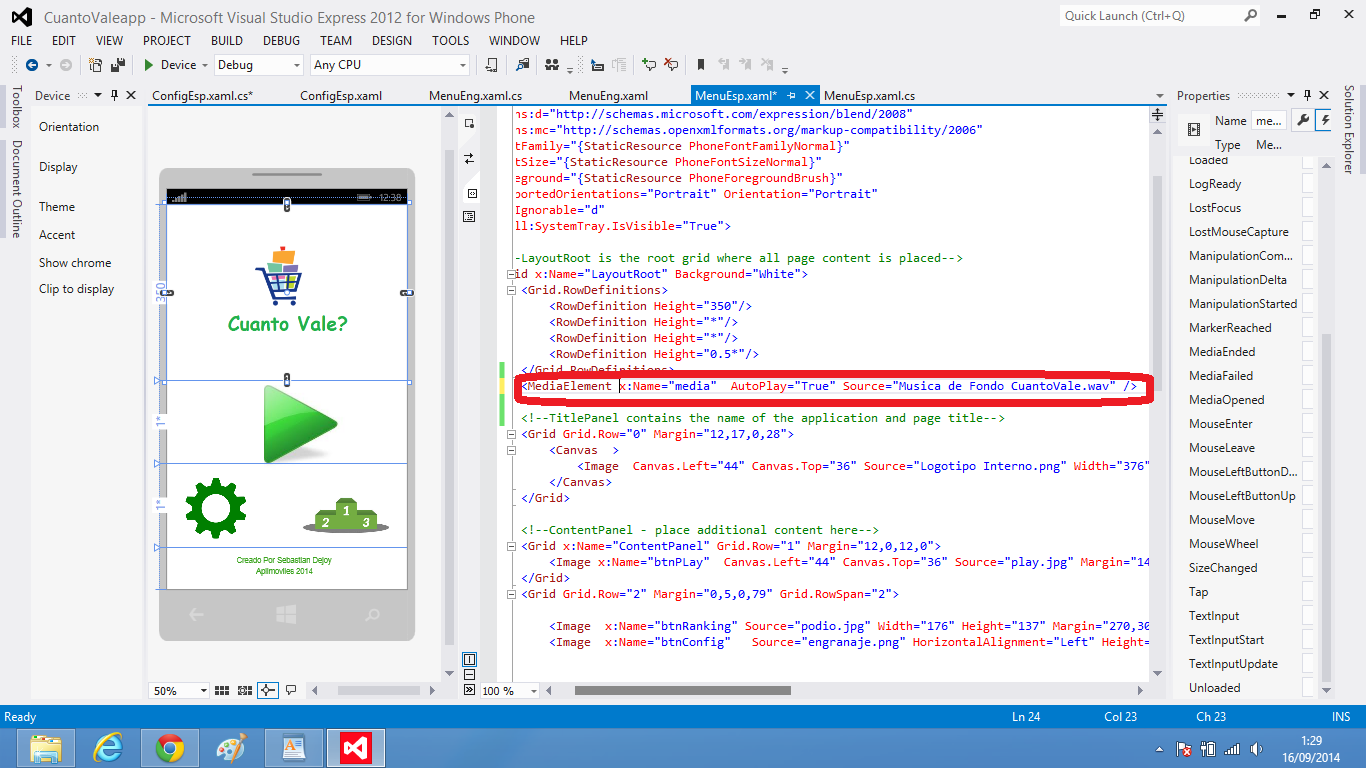 CuantoValeapp - Microsoft Visual Studio Express 2012 for Windows Phone
Quick Launch (Ctrl+Q)
FILE EDIT VIEW PROJECT BUILD DEBUG TEAM DESIGN TOOLS WINDOW HELP
Device Debug Any CPU
Toolbox
Document Outline
Device
Orientation
Display
Theme
Accent
Show chrome
Clip to display
ConfigEsp.xaml.cs* ConfigEsp.xaml MenuEng.xaml.cs MenuEng.xaml MenuEsp.xaml* MenuEsp.xaml.cs
12:38
350
Cuanto Vale?
1*
1*
1
2
3
Creado Por Sebastian Dejoy
Aplimoviles 2014
50%
ns:d="http://schemas.microsoft.com/expression/blend/2008"
ns:mc="http://schemas.openxmlformats.org/markup-compatibility/2006"
tFamily="{StaticResource PhoneFontFamilyNormal}"
tSize="{StaticResource PhoneFontSizeNormal}"
eground="{StaticResource PhoneForegroundBrush}"
portedOrientations="Portrait" Orientation="Portrait"
Ignorable="d"
ll:SystemTray.IsVisible="True">
-LayoutRoot is the root grid where all page content is placed-->
id x:Name="LayoutRoot" Background="White">
<Grid.RowDefinitions>
<RowDefinition Height="350"/>
<RowDefinition Height="*"/>
<RowDefinition Height="*"/>
<RowDefinition Height="0.5*"/>
</Grid.RowDefinitions>
<MediaElement x:Name="media" AutoPlay="True" Source="Musica de Fondo CuantoVale.wav" />
<!--TitlePanel contains the name of the application and page title-->
<Grid Grid.Row="0" Margin="12,17,0,28">
<Canvas >
<Image Canvas.Left="44" Canvas.Top="36" Source="Logotipo Interno.png" Width="376"
</Canvas>
</Grid>
<!--ContentPanel - place additional content here-->
<Grid x:Name="ContentPanel" Grid.Row="1" Margin="12,0,12,0">
<Image x:Name="btnPLay" Canvas.Left="44" Canvas.Top="36" Source="play.jpg" Margin="14
</Grid>
<Grid Grid.Row="2" Margin="0,5,0,79" Grid.RowSpan="2">
<Image x:Name="btnRanking" Source="podio.jpg" Width="176" Height="137" Margin="270,30
<Image x:Name="btnConfig" Source="engranaje.png" HorizontalAlignment="Left" Height=
100 %
Properties
Name me...
Type Me...
Loaded
LogReady
LostFocus
LostMouseCapture
ManipulationCom...
ManipulationDelta
ManipulationStarted
MarkerReached
MediaEnded
MediaFailed
MediaOpened
MouseEnter
MouseLeave
MouseLeftButtonD...
MouseLeftButtonUp
MouseMove
MouseWheel
SizeChanged
Tap
TextInput
TextInputStart
TextInputUpdate
Unloaded
Solution Explorer
Ready Ln 24 Col 23 Ch 23 INS
1:29
16/09/2014